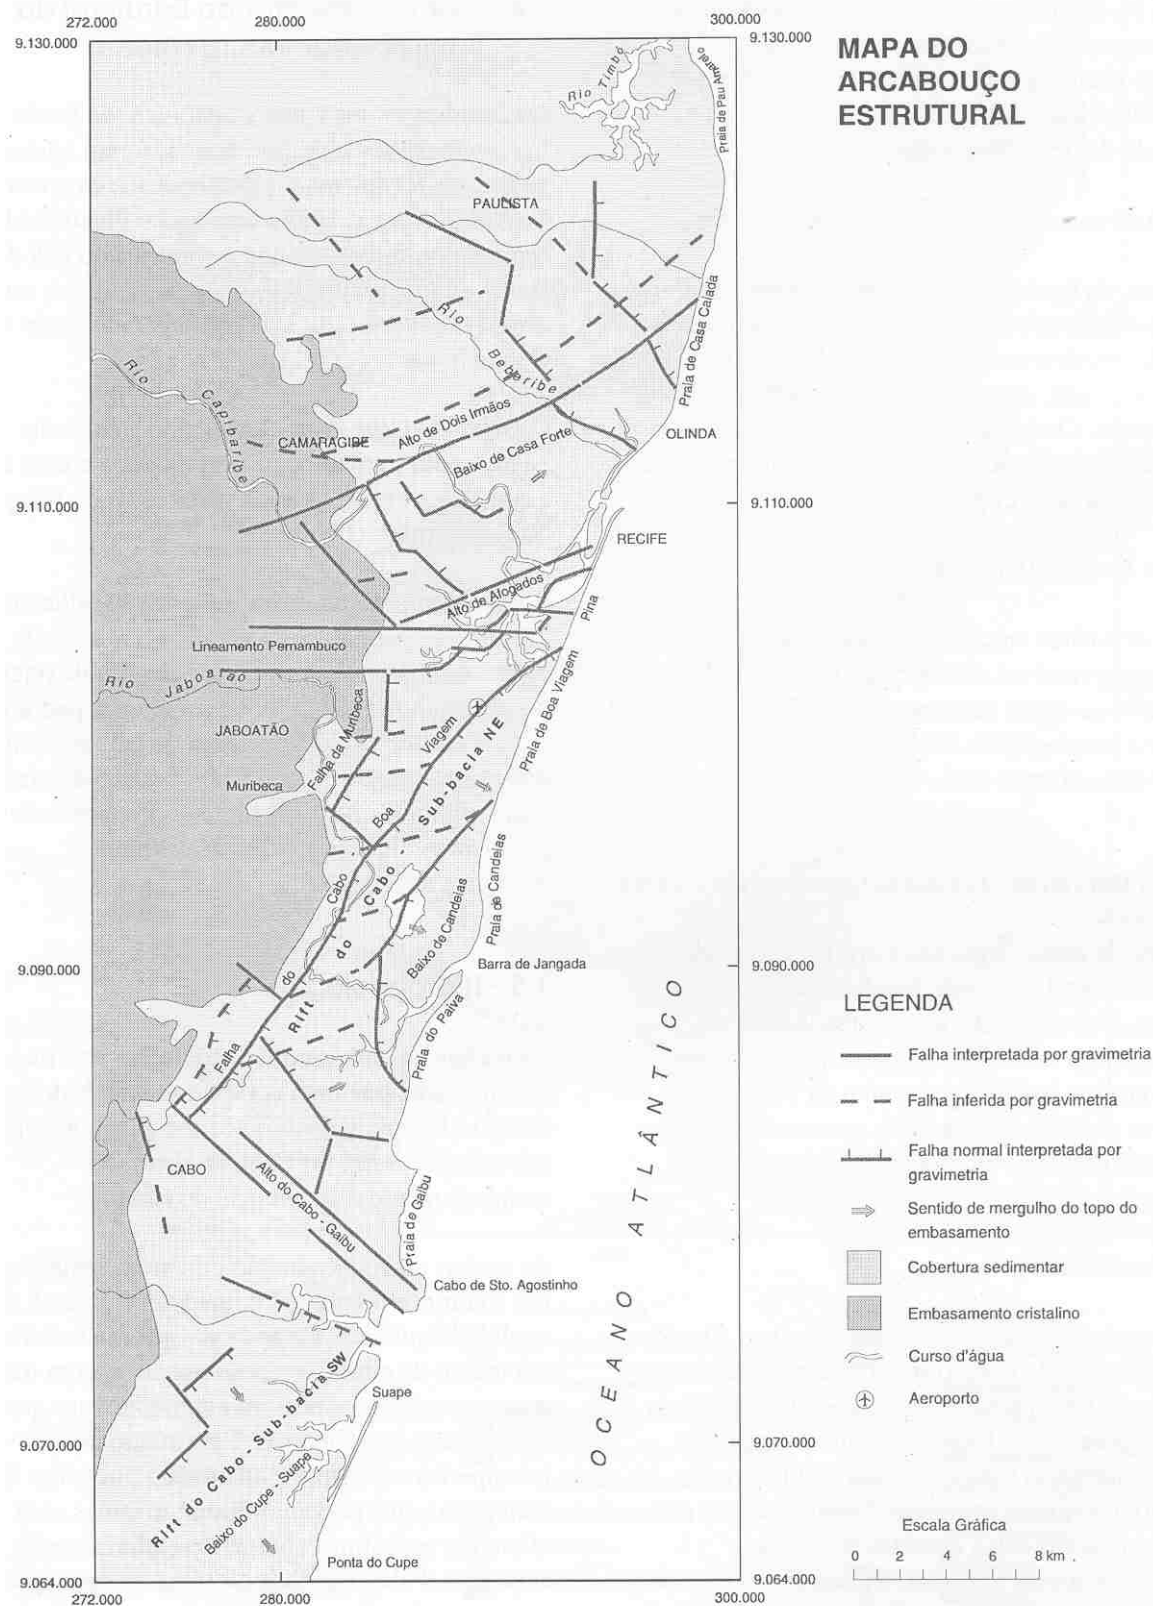 272.000
280.000
300.000
9.130.000
9.130.000
MAPA DO
ARCABOUÇO
ESTRUTURAL
Rio Timbó
Praia de Pau Amarelo
PAULISTA
Rio Beberibe
Praia de Casa Caiada
Rio Capibaribe
CAMARAGIBE
Alto de Dois Irmãos
Baixo de Casa Forte
OLINDA
9.110.000
9.110.000
RECIFE
Alto de Afogados
Pina
Lineamento Pernambuco
Rio Jaboatão
JABOATÃO
Falha da Muribeca
Muribeca
Praia de Boa Viagem
Falha do Cabo Boa Viagem
Rift do Cabo - Sub-bacia NE
Praia de Candeias
Baixo de Candeias
9.090.000
9.090.000
Barra de Jangada
Praia do Paiva
OCEANO ATLÂNTICO
LEGENDA
Falha interpretada por gravimetria
Falha inferida por gravimetria
Falha normal interpretada por
gravimetria
Sentido de mergulho do topo do
embasamento
Cobertura sedimentar
Embasamento cristalino
Curso d'água
Aeroporto
CABO
Alto do Cabo - Gaibu
Praia de Gaibu
Cabo de Sto. Agostinho
Suape
Rift do Cabo - Sub-bacia SW
Baixo do Cupe - Suape
9.070.000
9.070.000
Ponta do Cupe
Escala Gráfica
0 2 4 6 8 km
9.064.000
9.064.000
272.000
280.000
300.000